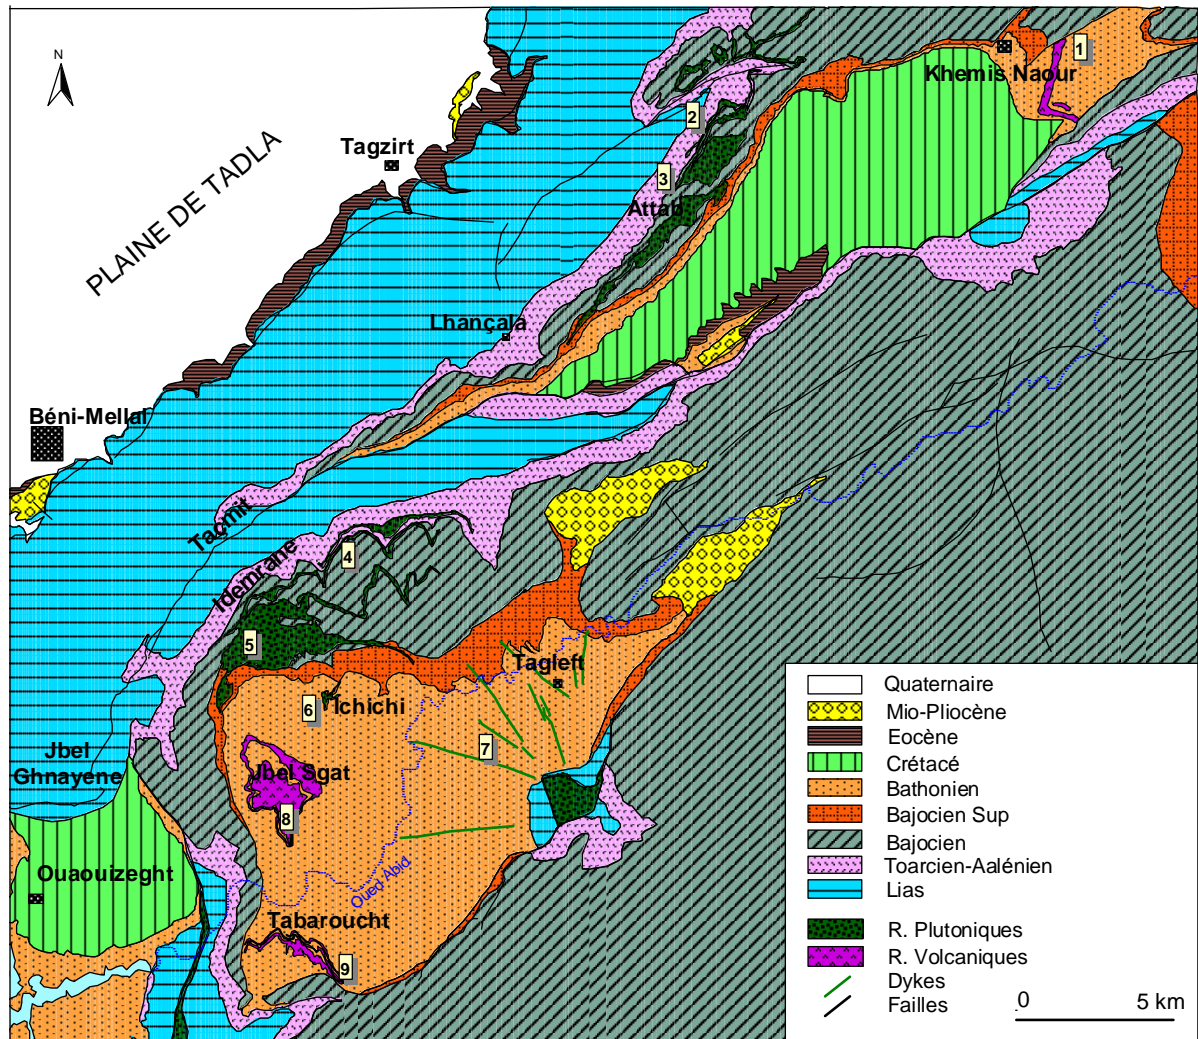 N
PLAINE DE TADLA
Tagzirt
Khemis Naour
1
2
3
Attab
Lhançala
Béni-Mellal
Taçmit
Idemrane
4
5
6
Ichichi
Tagleft
7
Jbel Sgat
8
Jbel
Ghnayene
Ouaouizeght
Oued Abid
Tabaroucht
9
Quaternaire
Mio-Pliocène
Eocène
Crétacé
Bathonien
Bajocien Sup
Bajocien
Toarcien-Aalénien
Lias
R. Plutoniques
R. Volcaniques
Dykes
Failles
0 5 km